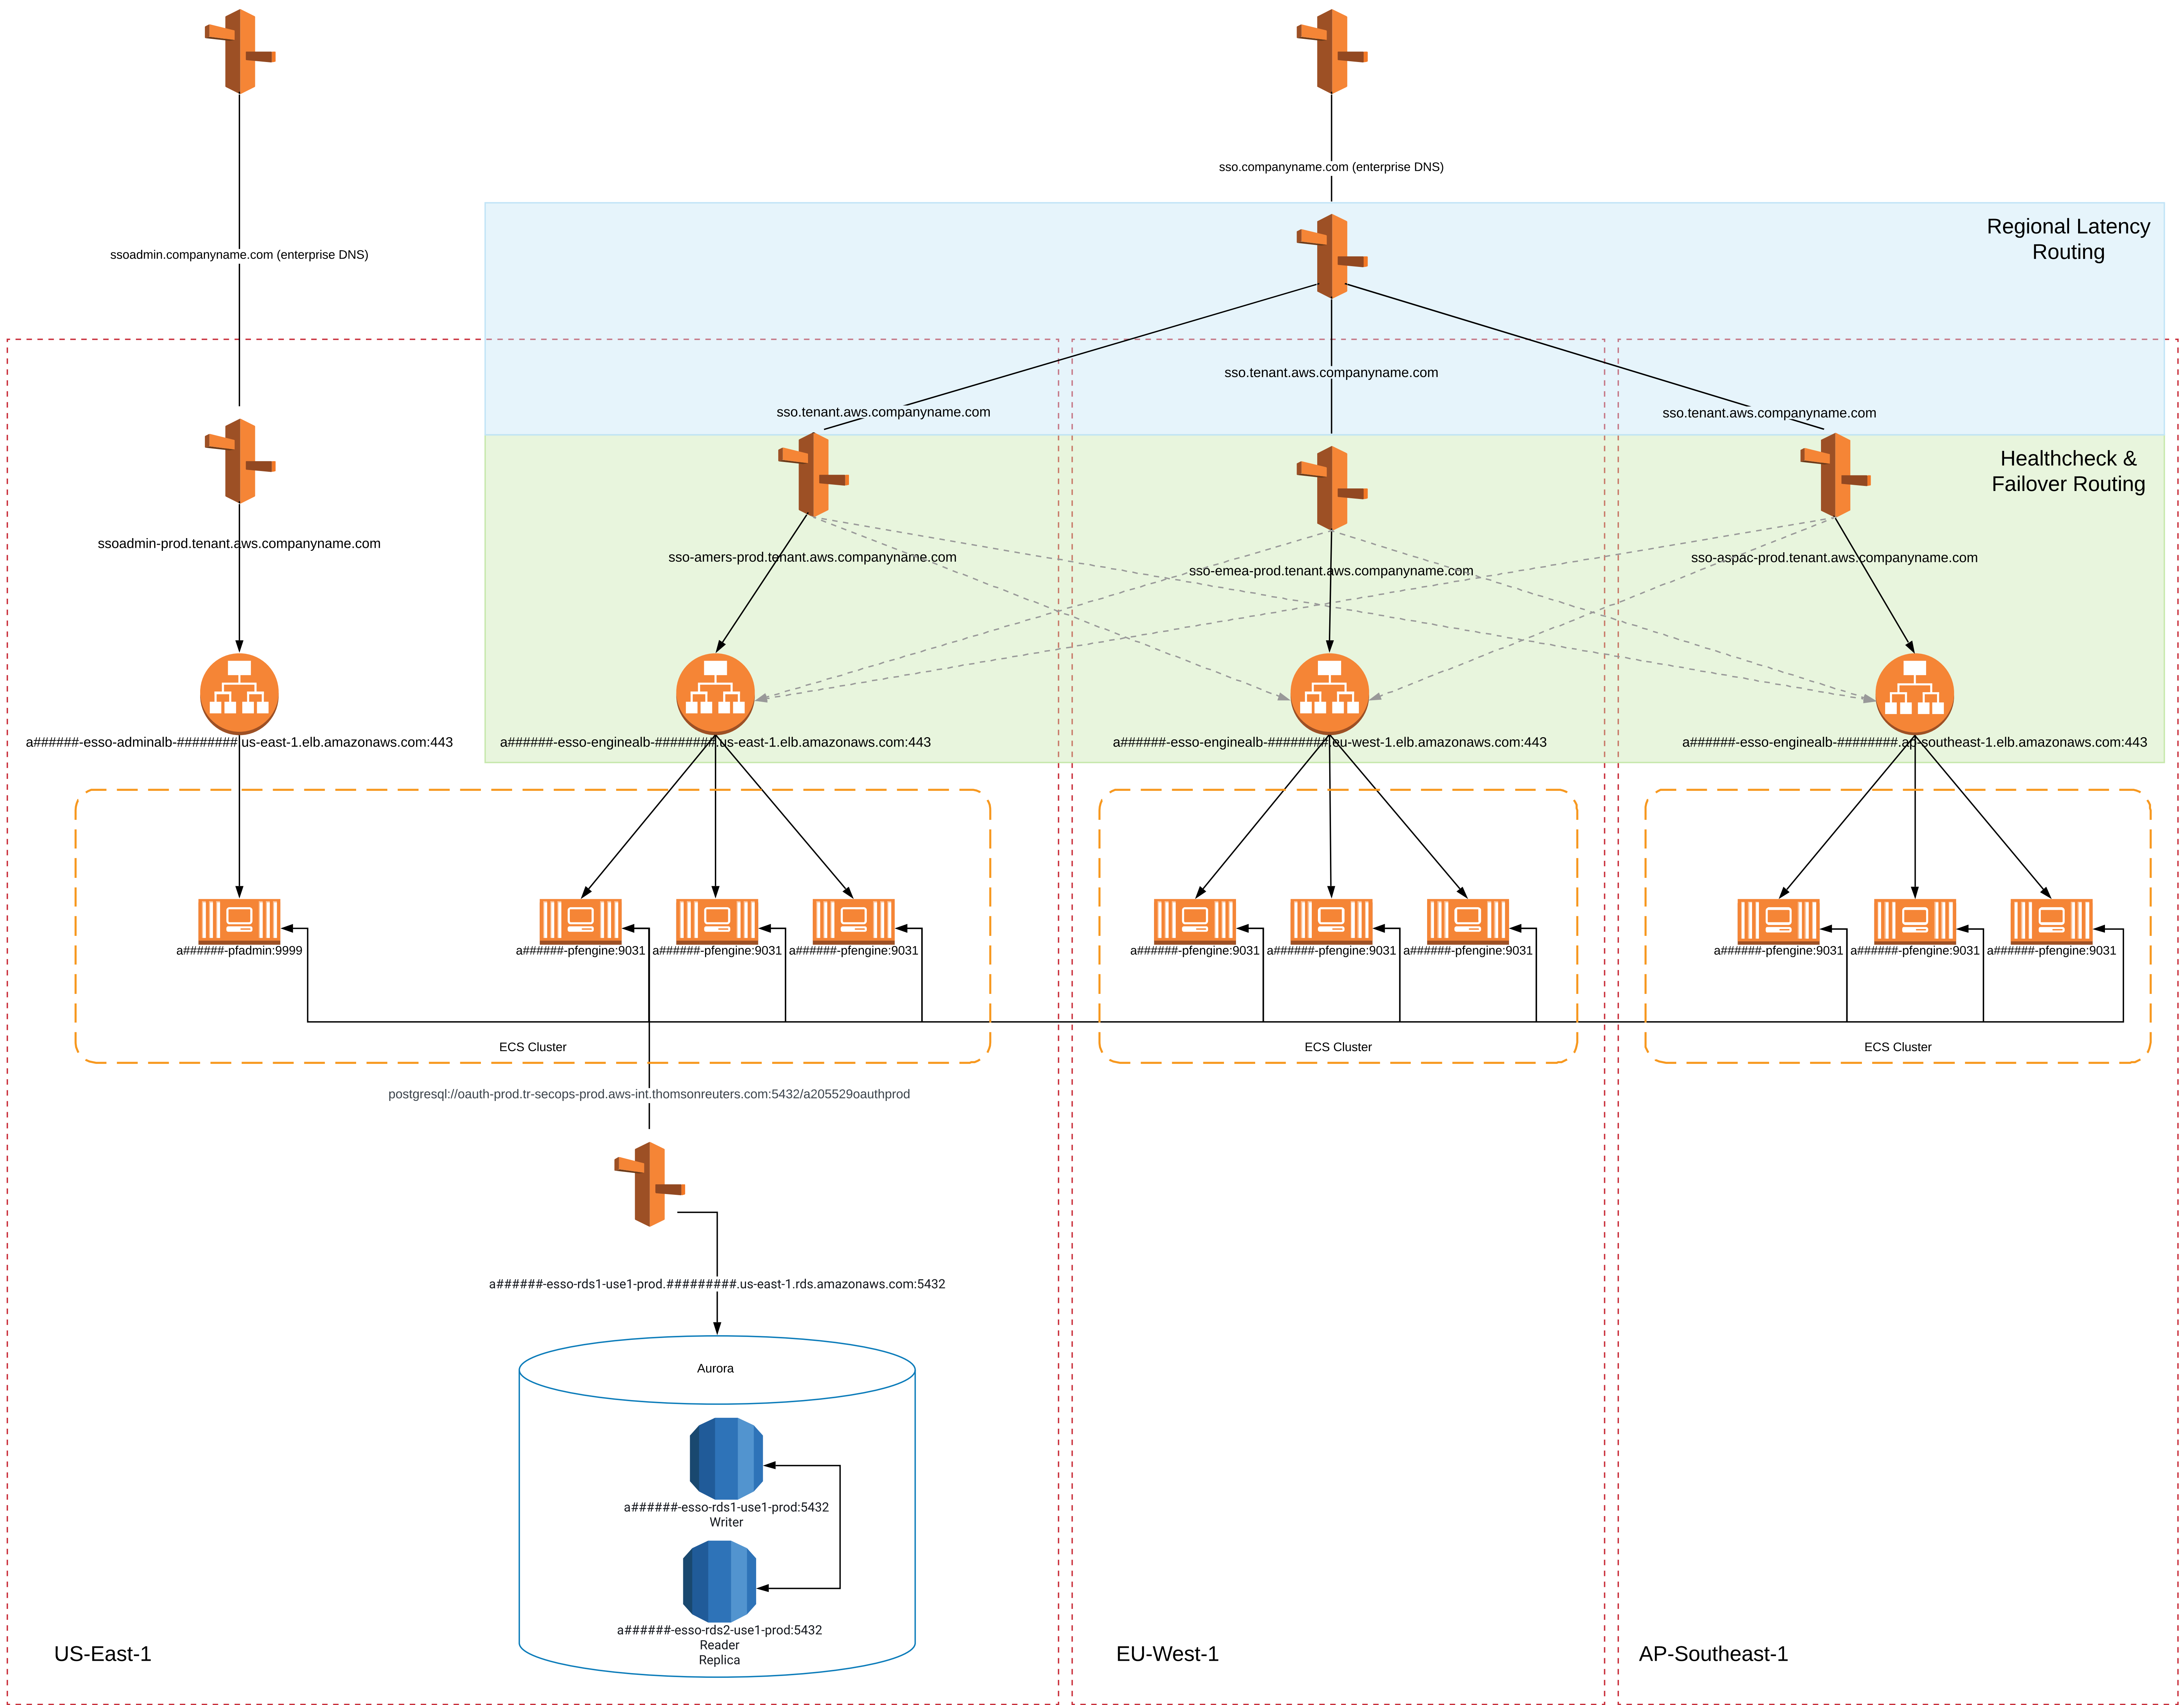 sso.companyname.com (enterprise DNS)
Regional Latency
Routing
ssoadmin.companyname.com (enterprise DNS)
sso.tenant.aws.companyname.com
sso.tenant.aws.companyname.com
sso.tenant.aws.companyname.com
Healthcheck &
Failover Routing
ssoadmin-prod.tenant.aws.companyname.com
sso-amers-prod.tenant.aws.companyname.com
sso-emea-prod.tenant.aws.companyname.com
sso-aspac-prod.tenant.aws.companyname.com
a######-esso-adminalb-########.us-east-1.elb.amazonaws.com:443
a######-esso-enginealb-########.us-east-1.elb.amazonaws.com:443
a######-esso-enginealb-########.eu-west-1.elb.amazonaws.com:443
a######-esso-enginealb-########.ap-southeast-1.elb.amazonaws.com:443
a######-pfadmin:9999
a######-pfengine:9031
a######-pfengine:9031
a######-pfengine:9031
a######-pfengine:9031
a######-pfengine:9031
a######-pfengine:9031
a######-pfengine:9031
a######-pfengine:9031
a######-pfengine:9031
ECS Cluster
ECS Cluster
ECS Cluster
postgresql://oauth-prod.tr-secops-prod.aws-int.thomsonreuters.com:5432/a205529oauthprod
a######-esso-rds1-use1-prod.#########.us-east-1.rds.amazonaws.com:5432
Aurora
a######-esso-rds1-use1-prod:5432
Writer
a######-esso-rds2-use1-prod:5432
Reader
Replica
US-East-1
EU-West-1
AP-Southeast-1